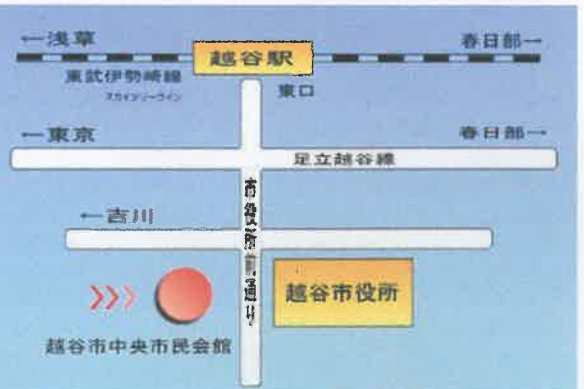 ←浅草
越谷駅
春日部→
東武伊勢崎線
スカイツリーライン
東口
←東京
春日部→
足立越谷線
市役所前通り
←吉川
越谷市役所
越谷市中央市民会館